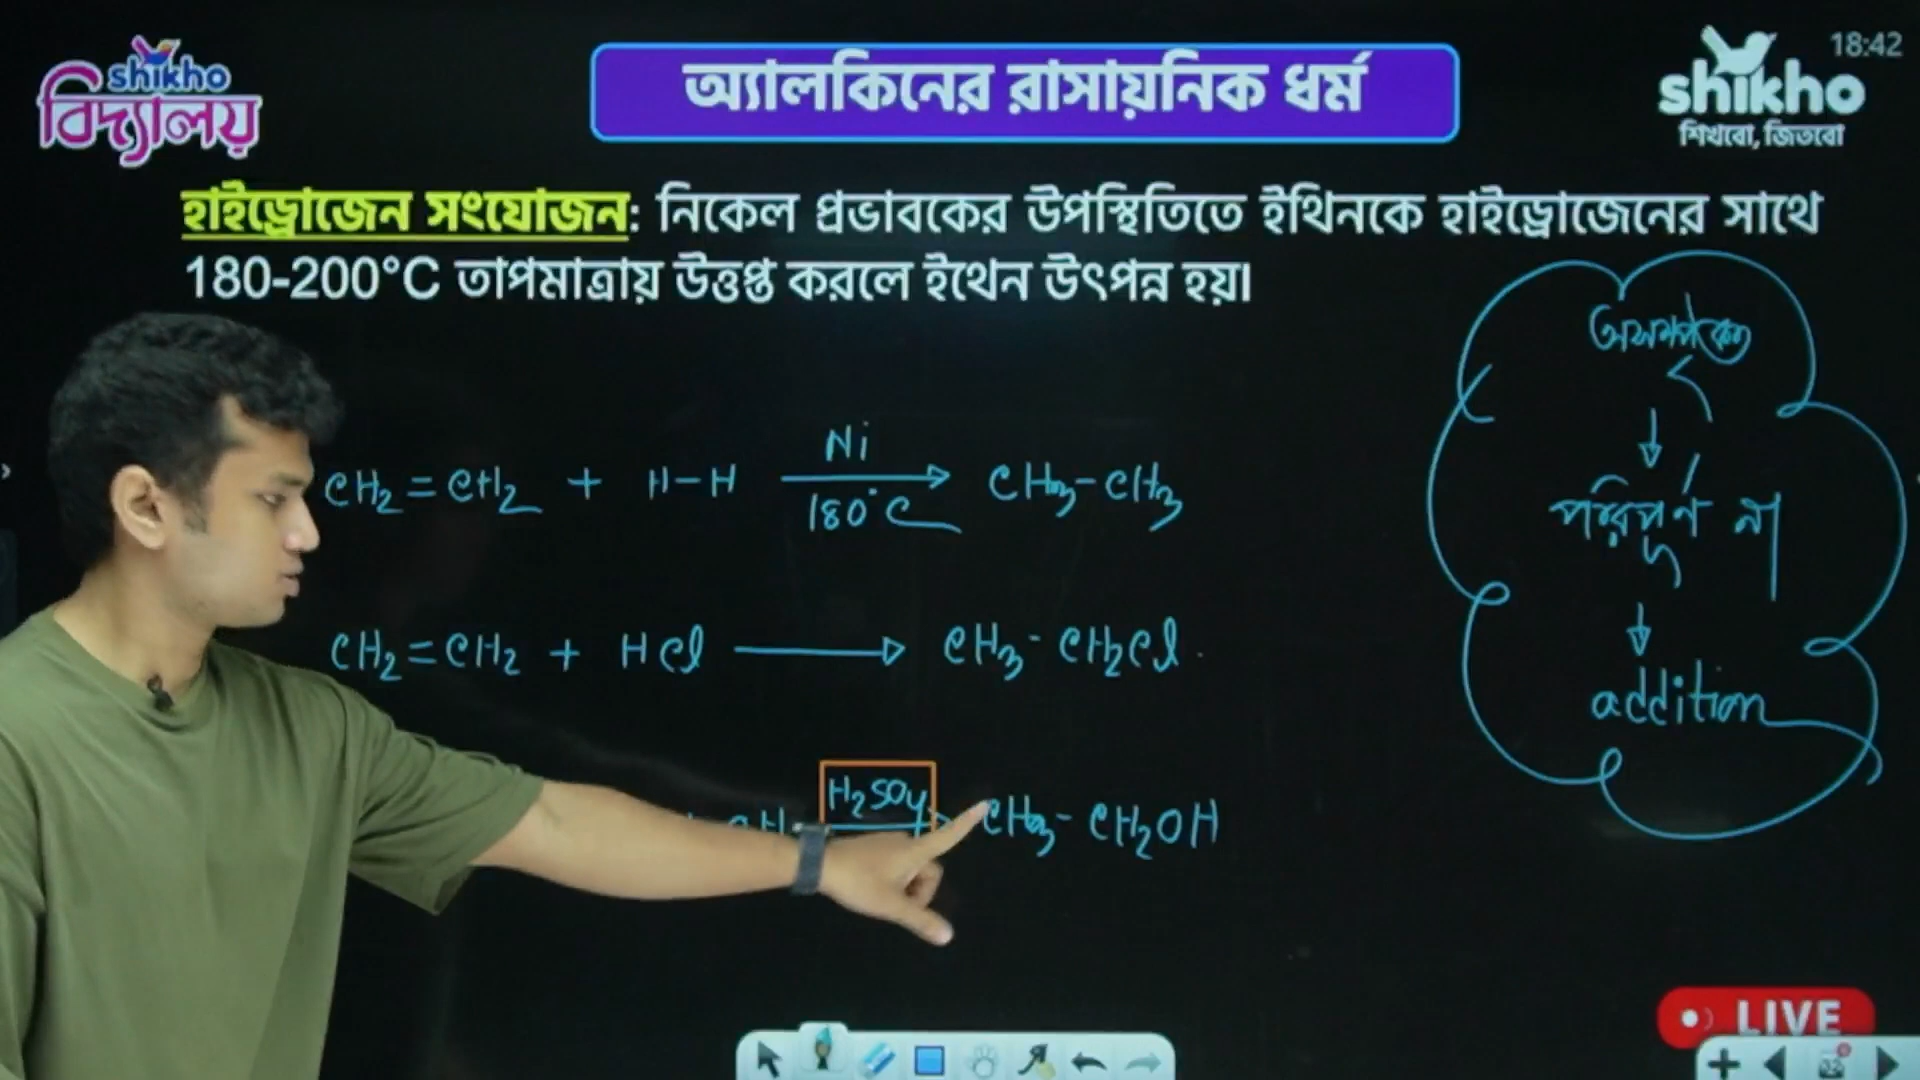 shikho
বিদ্যালয়
অ্যালকিনের রাসায়নিক ধর্ম
18:42
shikho
শিখবো, জিতবো
হাইড্রোজেন সংযোজন: নিকেল প্রভাবকের উপস্থিতিতে ইথিনকে হাইড্রোজেনের সাথে
180-200°C তাপমাত্রায় উত্তপ্ত করলে ইথেন উৎপন্ন হয়।
Ni
CH₂=CH₂ + H-H CH₃-CH₃
180°C
CH₂=CH₂ + HCl CH₃-CH₂Cl
H₂SO₄
CH₃-CH₂OH
পরিপূর্ণ না
addition
LIVE